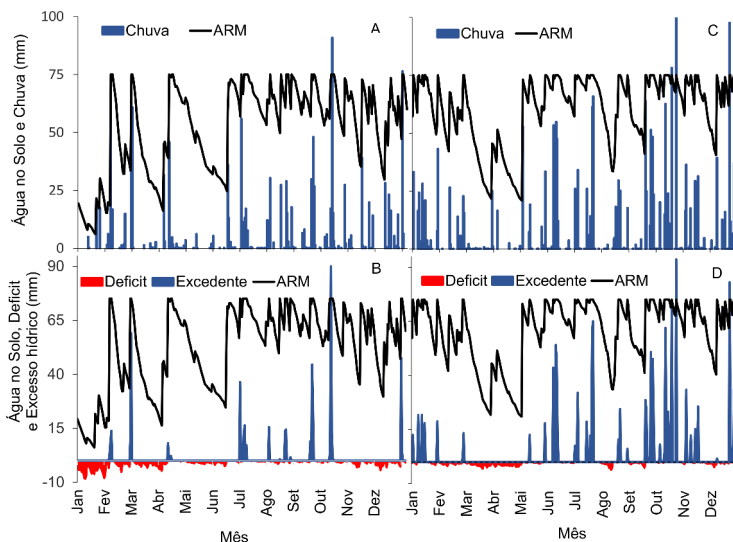 Água no Solo e Chuva (mm)
100
75
50
25
0
Chuva
ARM
A
Chuva
ARM
C
Água no Solo, Deficit
e Excesso hídrico (mm)
90
65
40
15
-10
Deficit
Excedente
ARM
B
Deficit
Excedente
ARM
D
Jan
Fev
Mar
Abr
Mai
Jun
Jul
Ago
Set
Out
Nov
Dez
Jan
Fev
Mar
Abr
Mai
Jun
Jul
Ago
Set
Out
Nov
Dez
Mês
Mês